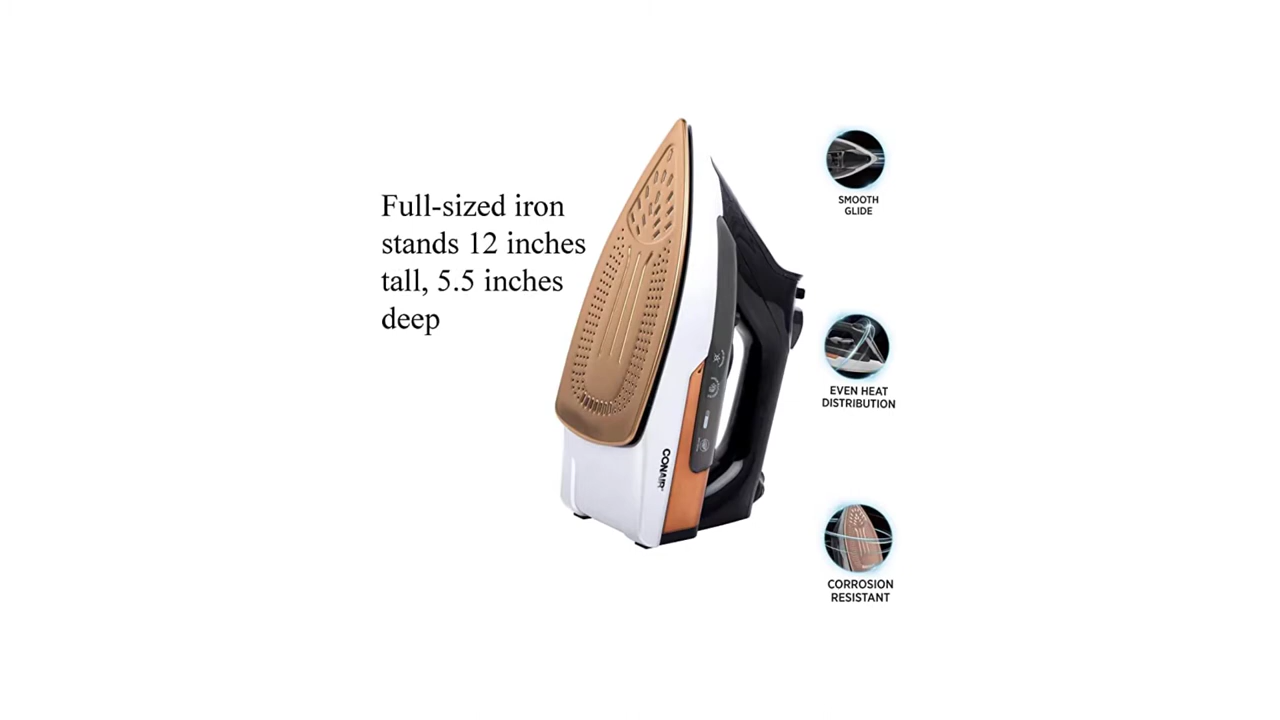 Full-sized iron
stands 12 inches
tall, 5.5 inches
deep
CONAIR
SMOOTH
GLIDE
EVEN HEAT
DISTRIBUTION
CORROSION
RESISTANT